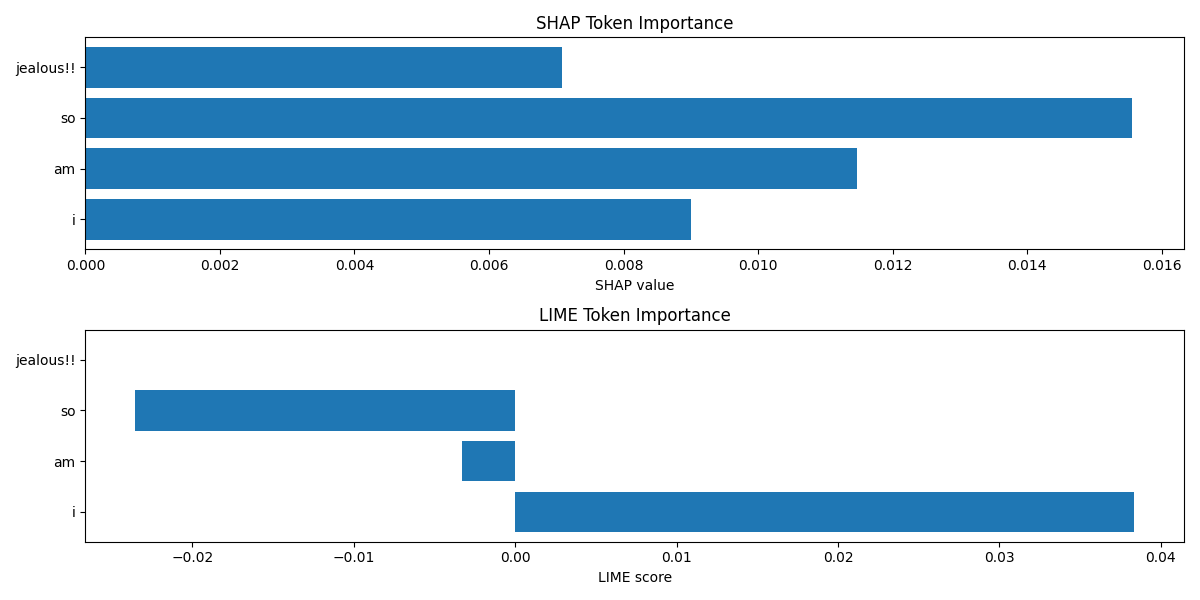 SHAP Token Importance
jealous!!
so
am
i
0.000 0.002 0.004 0.006 0.008 0.010 0.012 0.014 0.016
SHAP value
LIME Token Importance
jealous!!
so
am
i
−0.02 −0.01 0.00 0.01 0.02 0.03 0.04
LIME score